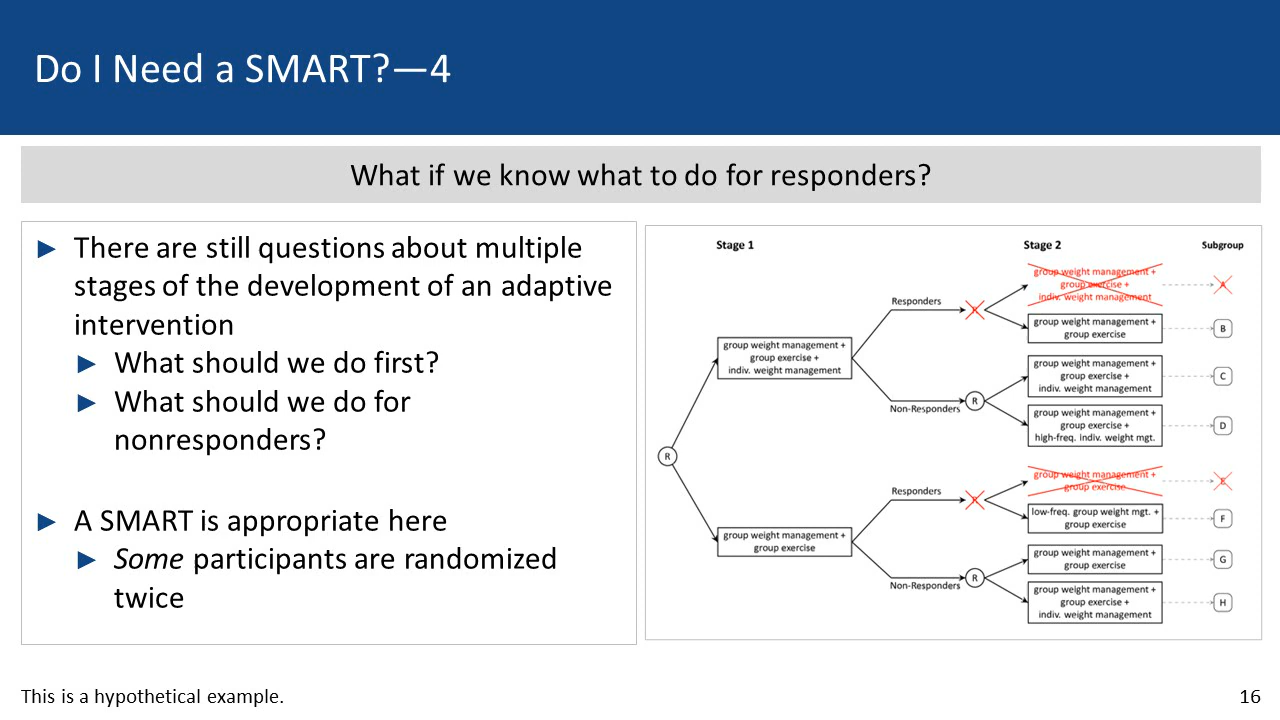 Do I Need a SMART?—4
What if we know what to do for responders?
► There are still questions about multiple
stages of the development of an adaptive
intervention
► What should we do first?
► What should we do for
nonresponders?
► A SMART is appropriate here
► Some participants are randomized
twice
Stage 1
Stage 2
Subgroup
R
group weight management +
group exercise +
indiv. weight management
Responders
group weight management +
group exercise +
indiv. weight management
A
group weight management +
group exercise
B
Non-Responders
R
group weight management +
group exercise +
indiv. weight management
C
group weight management +
group exercise +
high-freq. indiv. weight mgt.
D
group weight management +
group exercise
Responders
group weight management +
group exercise
E
low-freq. group weight mgt. +
group exercise
F
Non-Responders
R
group weight management +
group exercise
G
group weight management +
group exercise +
indiv. weight management
H
This is a hypothetical example.
16